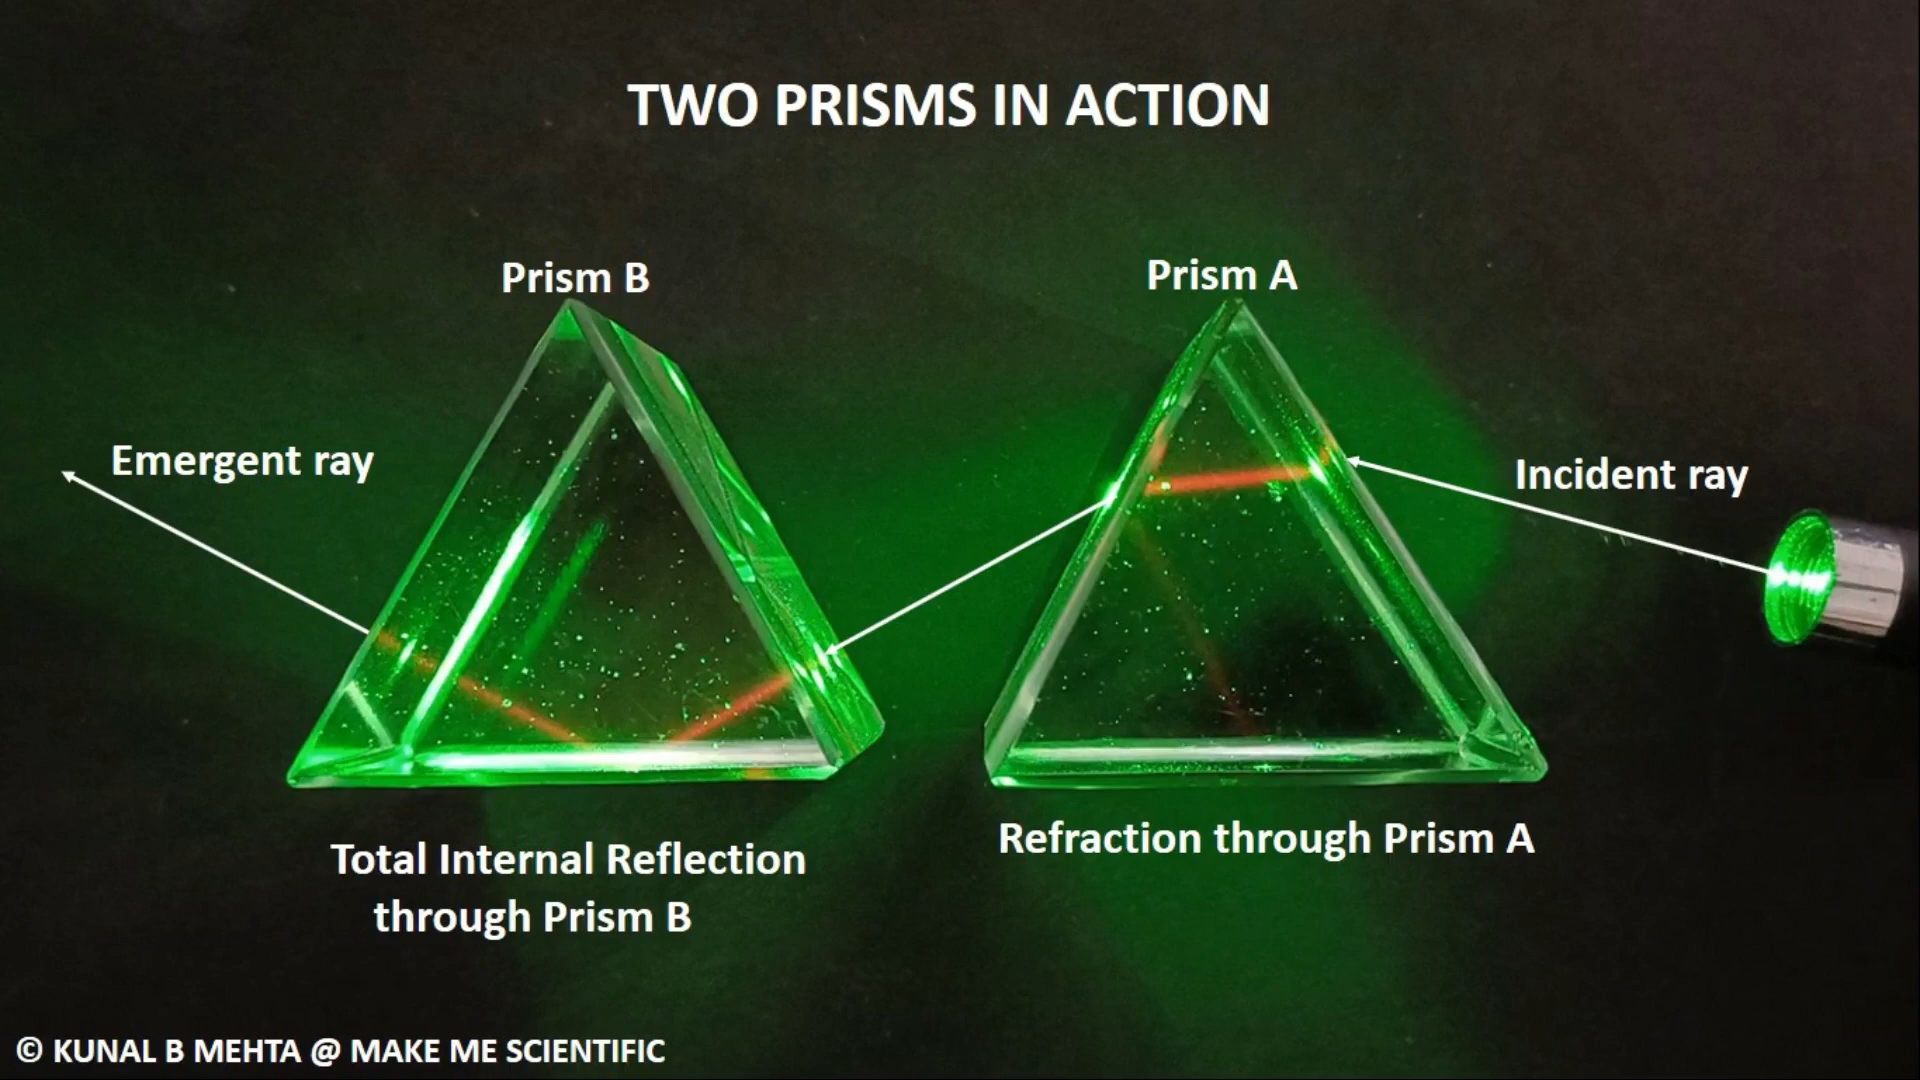 TWO PRISMS IN ACTION
Prism B
Prism A
Emergent ray
Incident ray
Total Internal Reflection
through Prism B
Refraction through Prism A
© KUNAL B MEHTA @ MAKE ME SCIENTIFIC